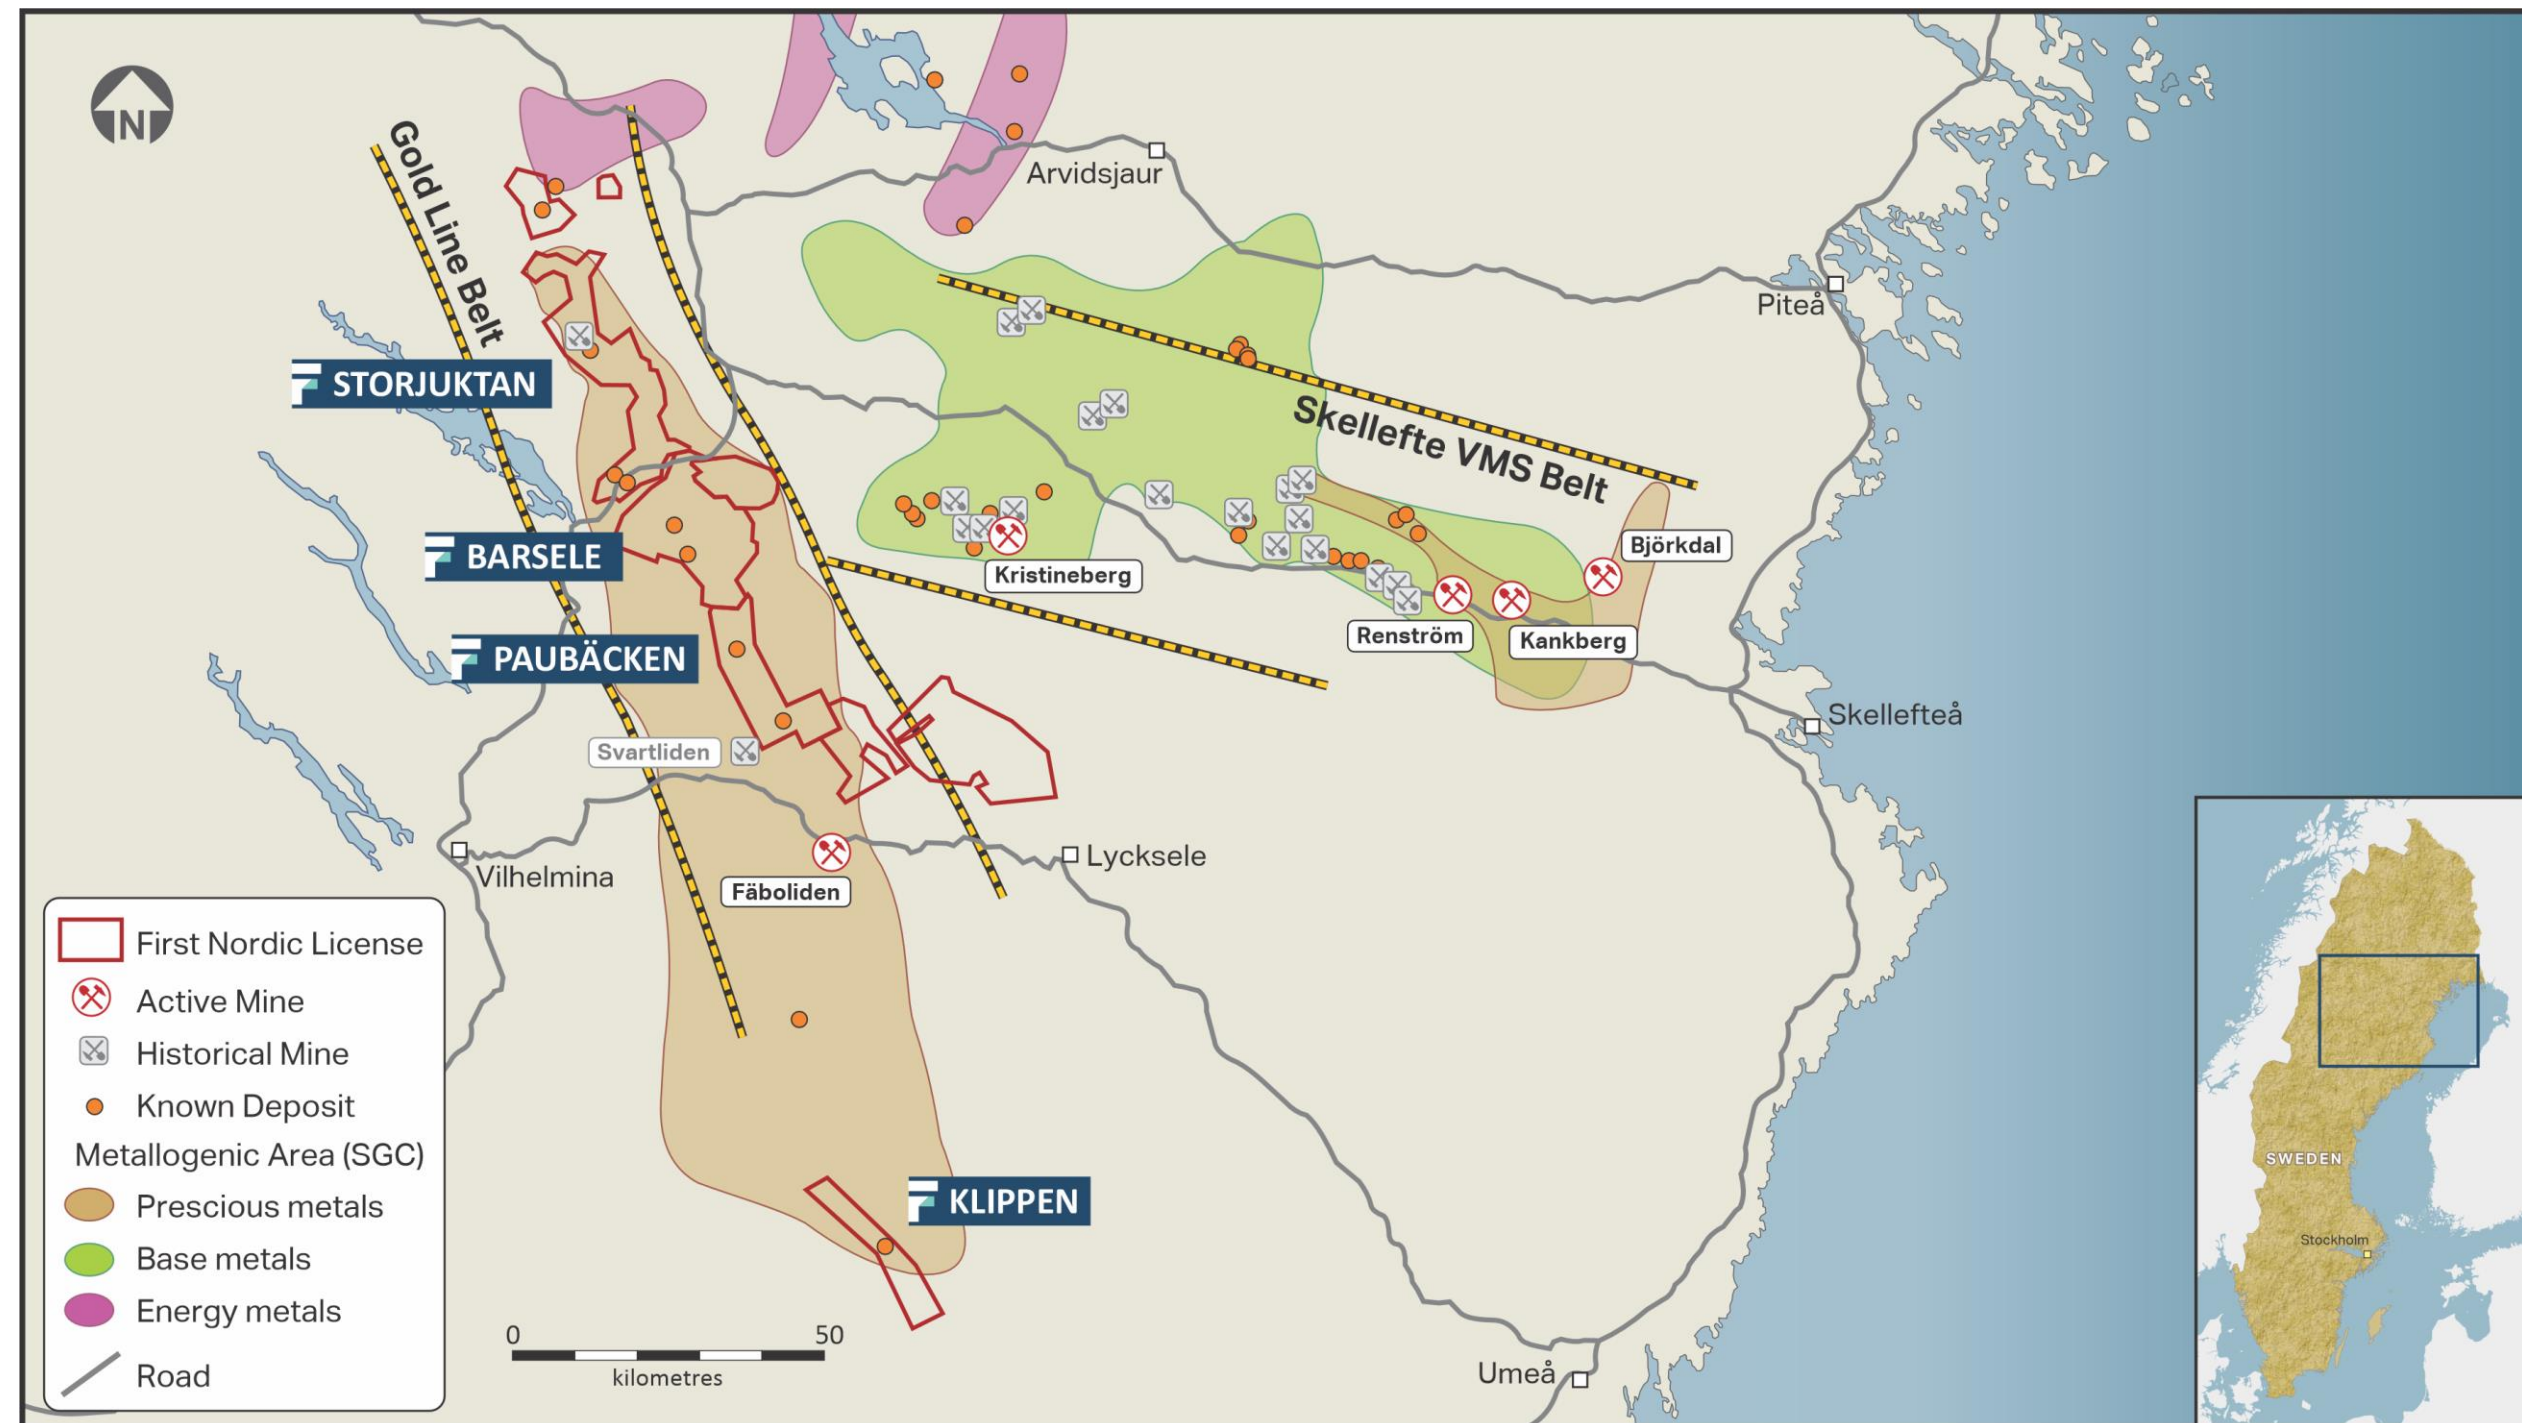 N
Gold Line Belt
Arvidsjaur
Piteå
STORJUKTAN
Skellefte VMS Belt
BARSELE
Björkdal
Kristineberg
Renström
Kankberg
PAUBÄCKEN
Skellefteå
Svartliden
Vilhelmina
Lycksele
Fäboliden
KLIPPEN
Umeå
First Nordic License
Active Mine
Historical Mine
Known Deposit
Metallogenic Area (SGC)
Prescious metals
Base metals
Energy metals
Road
0 50
kilometres
SWEDEN
Stockholm